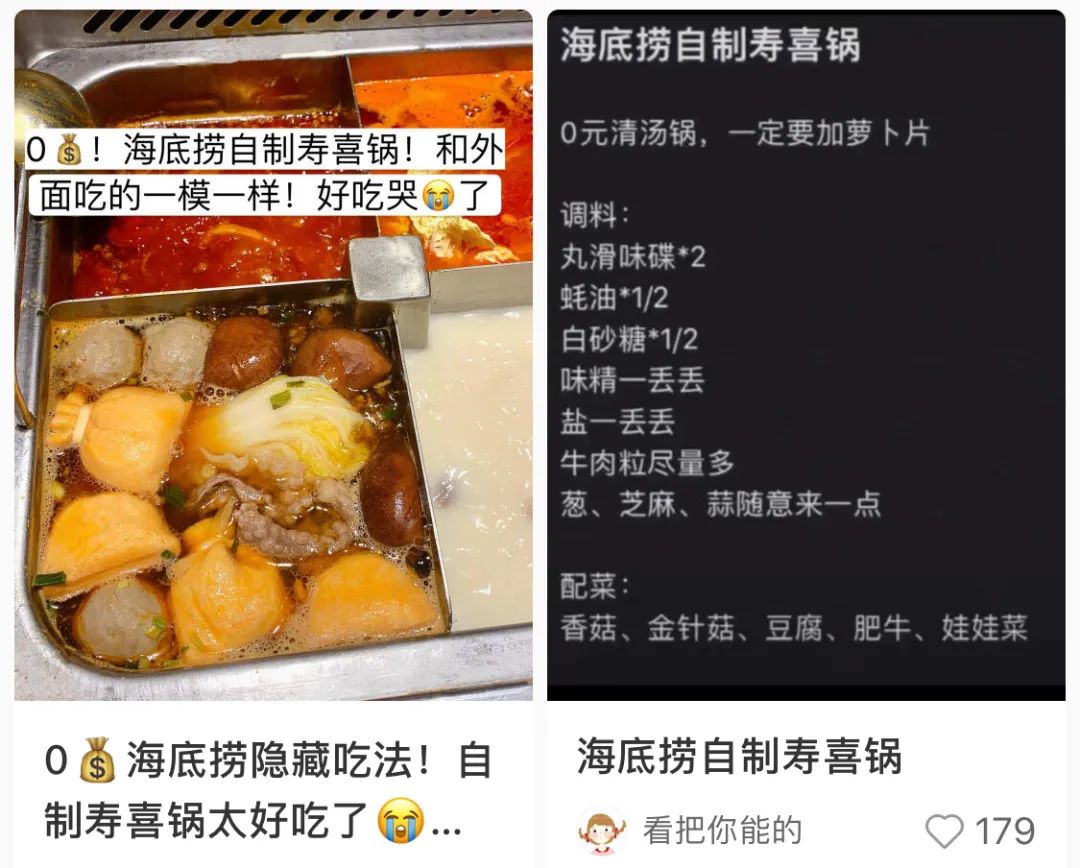 0💰！海底捞自制寿喜锅！和外
面吃的一模一样！好吃哭😭了
0💰海底捞隐藏吃法！自
制寿喜锅太好吃了😭...
海底捞自制寿喜锅
0元清汤锅，一定要加萝卜片
调料：
丸滑味碟*2
蚝油*1/2
白砂糖*1/2
味精一丢丢
盐一丢丢
牛肉粒尽量多
葱、芝麻、蒜随意来一点
配菜：
香菇、金针菇、豆腐、肥牛、娃娃菜
海底捞自制寿喜锅
看把你能的
179